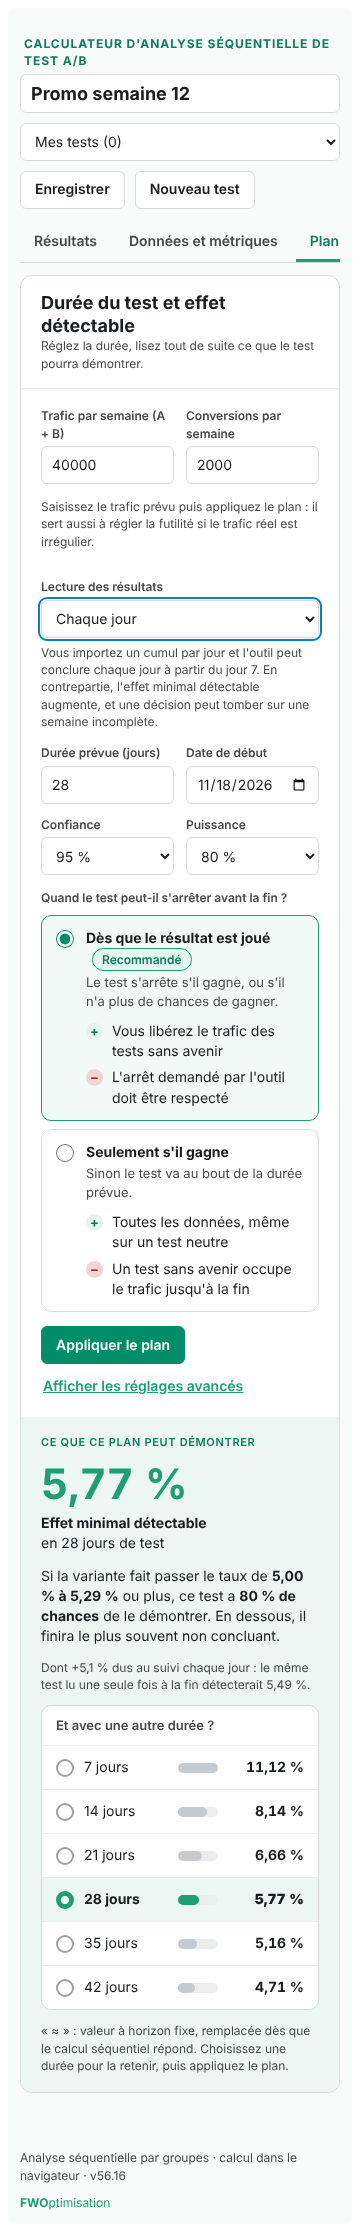 CALCULATEUR D'ANALYSE SÉQUENTIELLE DE
TEST A/B
Promo semaine 12
Mes tests (0)
Enregistrer
Nouveau test
Résultats
Données et métriques
Plan
Durée du test et effet
détectable
Réglez la durée, lisez tout de suite ce que le test
pourra démontrer.
Trafic par semaine (A
+ B)
Conversions par
semaine
40000
2000
Saisissez le trafic prévu puis appliquez le plan : il
sert aussi à régler la futilité si le trafic réel est
irrégulier.
Lecture des résultats
Chaque jour
Vous importez un cumul par jour et l'outil peut
conclure chaque jour à partir du jour 7. En
contrepartie, l'effet minimal détectable
augmente, et une décision peut tomber sur une
semaine incomplète.
Durée prévue (jours)
Date de début
28
11/18/2026
Confiance
Puissance
95 %
80 %
Quand le test peut-il s'arrêter avant la fin ?
Dès que le résultat est joué
Recommandé
Le test s'arrête s'il gagne, ou s'il
n'a plus de chances de gagner.
+ Vous libérez le trafic des
tests sans avenir
− L'arrêt demandé par l'outil
doit être respecté
Seulement s'il gagne
Sinon le test va au bout de la durée
prévue.
+ Toutes les données, même
sur un test neutre
− Un test sans avenir occupe
le trafic jusqu'à la fin
Appliquer le plan
Afficher les réglages avancés
CE QUE CE PLAN PEUT DÉMONTRER
5,77 %
Effet minimal détectable
en 28 jours de test
Si la variante fait passer le taux de 5,00
% à 5,29 % ou plus, ce test a 80 % de
chances de le démontrer. En dessous, il
finira le plus souvent non concluant.
Dont +5,1 % dus au suivi chaque jour : le même
test lu une seule fois à la fin détecterait 5,49 %.
Et avec une autre durée ?
7 jours 11,12 %
14 jours 8,14 %
21 jours 6,66 %
28 jours 5,77 %
35 jours 5,16 %
42 jours 4,71 %
« ≈ » : valeur à horizon fixe, remplacée dès que
le calcul séquentiel répond. Choisissez une
durée pour la retenir, puis appliquez le plan.
Analyse séquentielle par groupes · calcul dans le
navigateur · v56.16
FWOptimisation